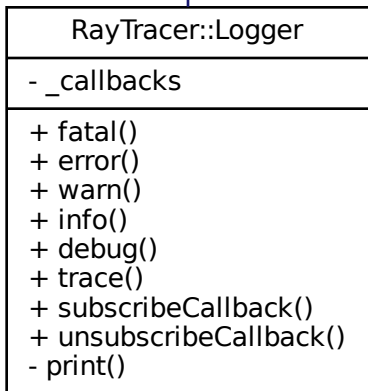 RayTracer::Logger
- _callbacks
+ fatal()
+ error()
+ warn()
+ info()
+ debug()
+ trace()
+ subscribeCallback()
+ unsubscribeCallback()
- print()